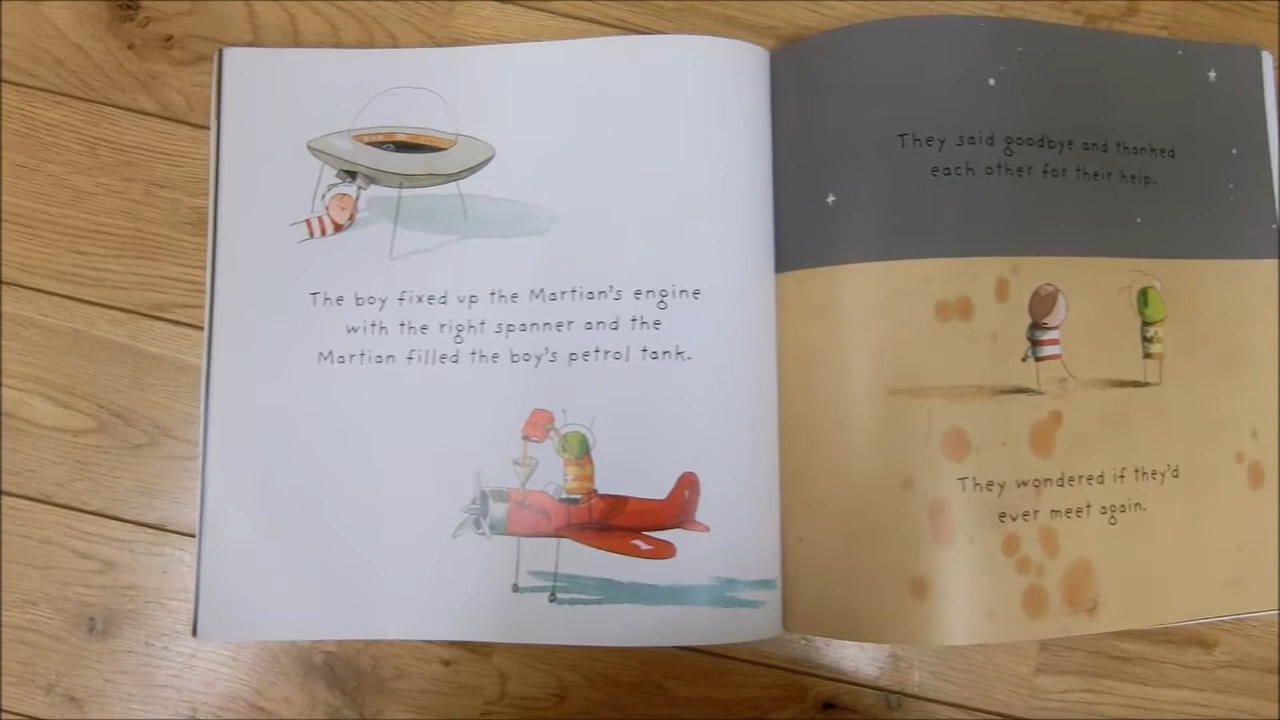 The boy fixed up the Martian's engine
with the right spanner and the
Martian filled the boy's petrol tank.
They said goodbye and thanked
each other for their help.
They wondered if they'd
ever meet again.